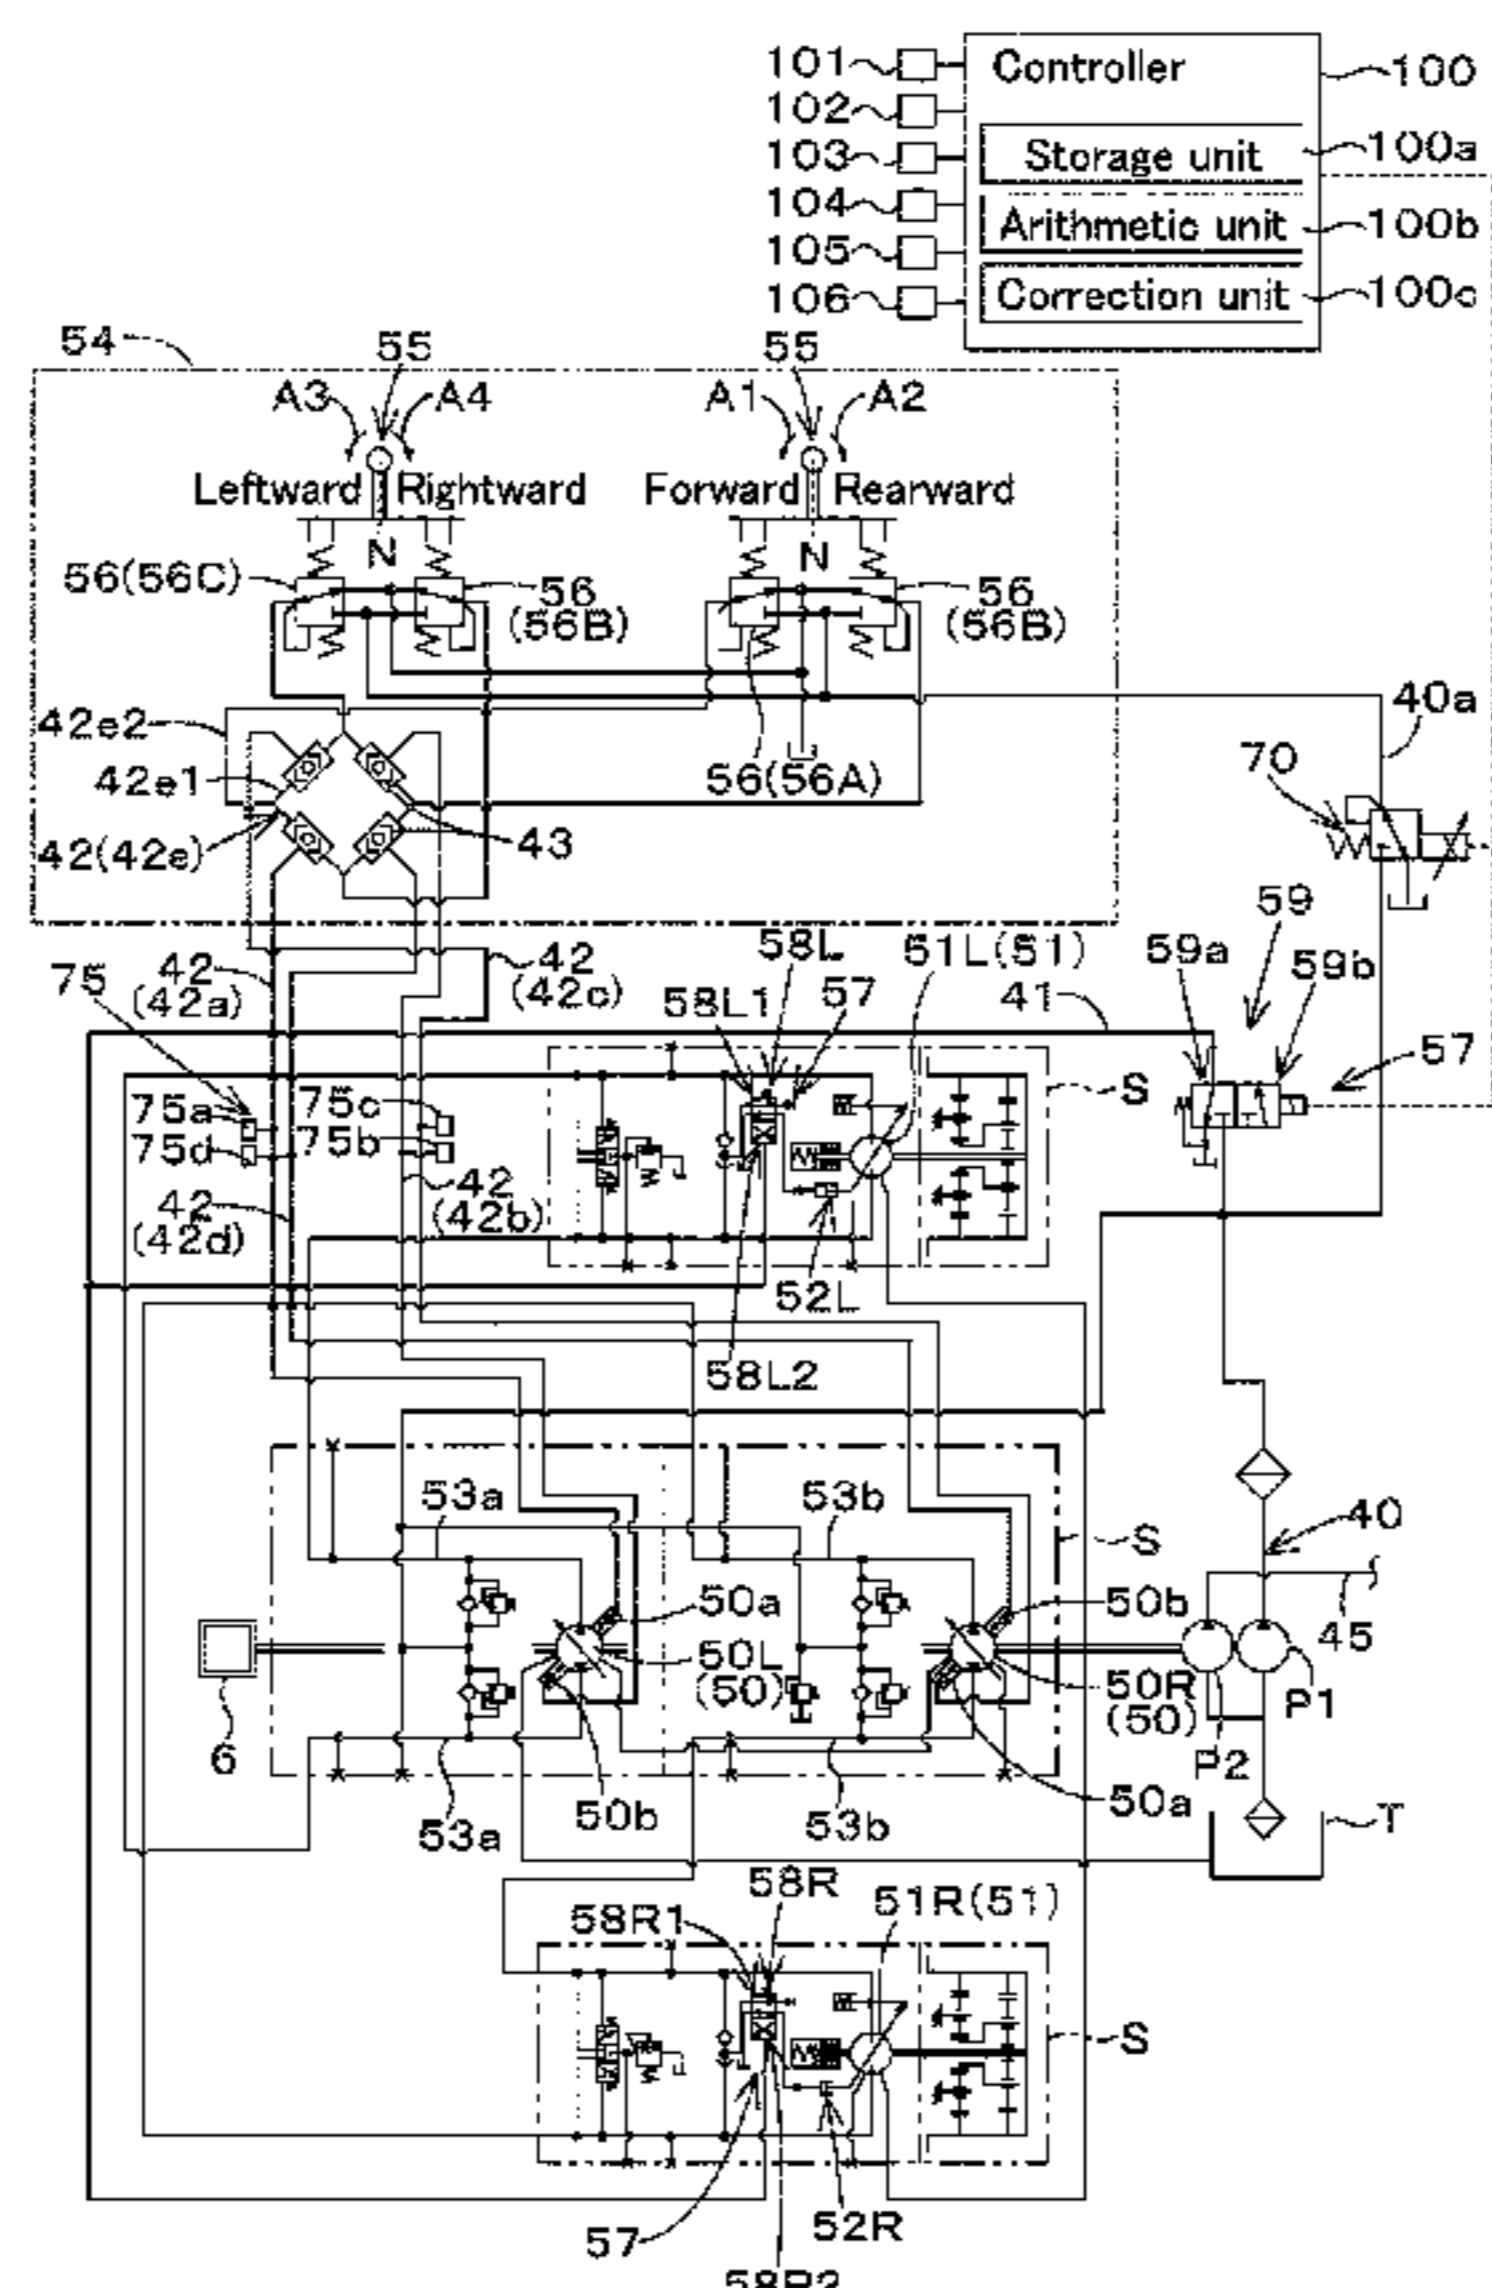 101
Controller
100
102
103
Storage unit
100a
104
Arithmetic unit
100b
105
106
Correction unit
100c
54
55
55
A3
A4
A1
A2
Leftward
Rightward
Forward
Rearward
N
N
56(56C)
56
(56B)
56
(56B)
42e2
42e1
42(42e)
43
56(56A)
40a
70
59
59a
59b
57
75
42
(42a)
42
(42c)
58L
58L1
57
51L(51)
41
S
75a
75c
75d
75b
42
(42b)
42
(42d)
52L
58L2
53a
53b
S
40
50a
50b
45
50L
(50)
50R
(50)
P1
P2
6
53a
50b
53b
50a
T
58R
58R1
51R(51)
S
57
52R
58R2